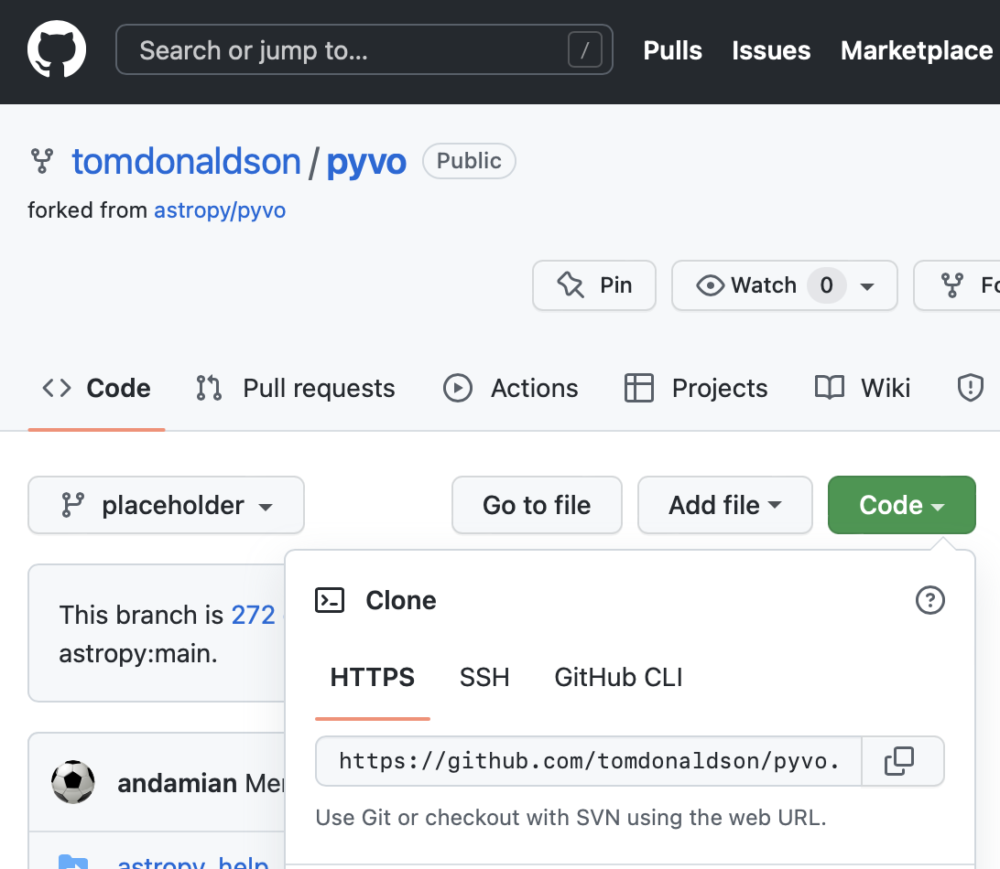 Search or jump to... /
Pulls Issues Marketplace
tomdonaldson / pyvo Public
forked from astropy/pyvo
Pin Watch 0
Code Pull requests Actions Projects Wiki
placeholder Go to file Add file Code
This branch is 272
astropy:main.
Clone
HTTPS SSH GitHub CLI
https://github.com/tomdonaldson/pyvo.
Use Git or checkout with SVN using the web URL.
andamian
astropy_help